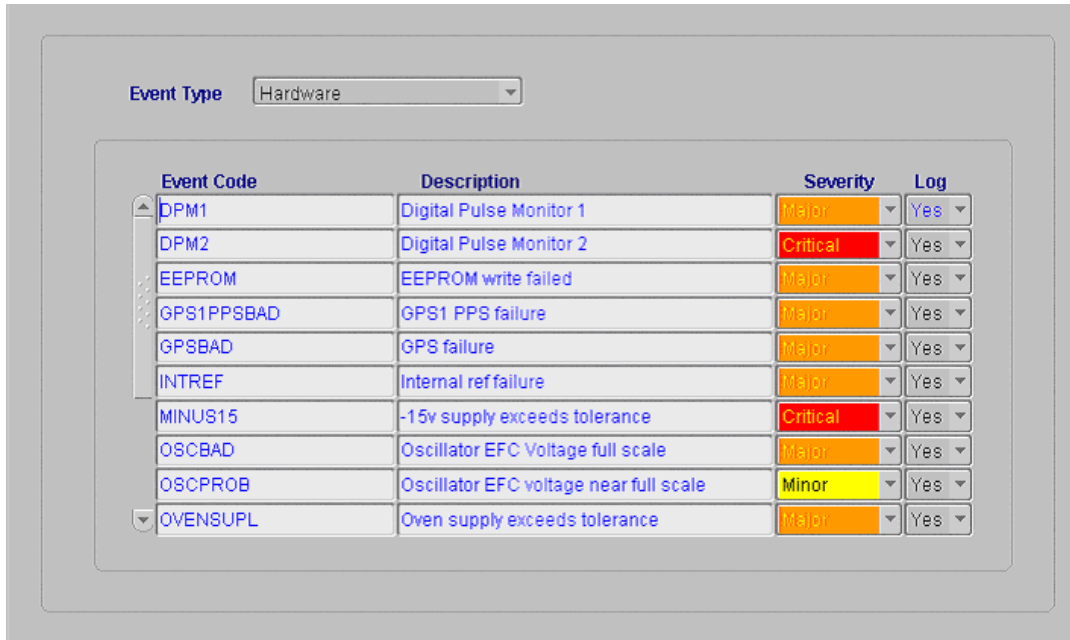 Event Type Hardware
Event Code Description Severity Log
DPM1 Digital Pulse Monitor 1 Major Yes
DPM2 Digital Pulse Monitor 2 Critical Yes
EEPROM EEPROM write failed Major Yes
GPS1PPSBAD GPS1 PPS failure Major Yes
GPSBAD GPS failure Major Yes
INTREF Internal ref failure Major Yes
MINUS15 -15v supply exceeds tolerance Critical Yes
OSCBAD Oscillator EFC Voltage full scale Major Yes
OSCPROB Oscillator EFC voltage near full scale Minor Yes
OVENSUPL Oven supply exceeds tolerance Major Yes